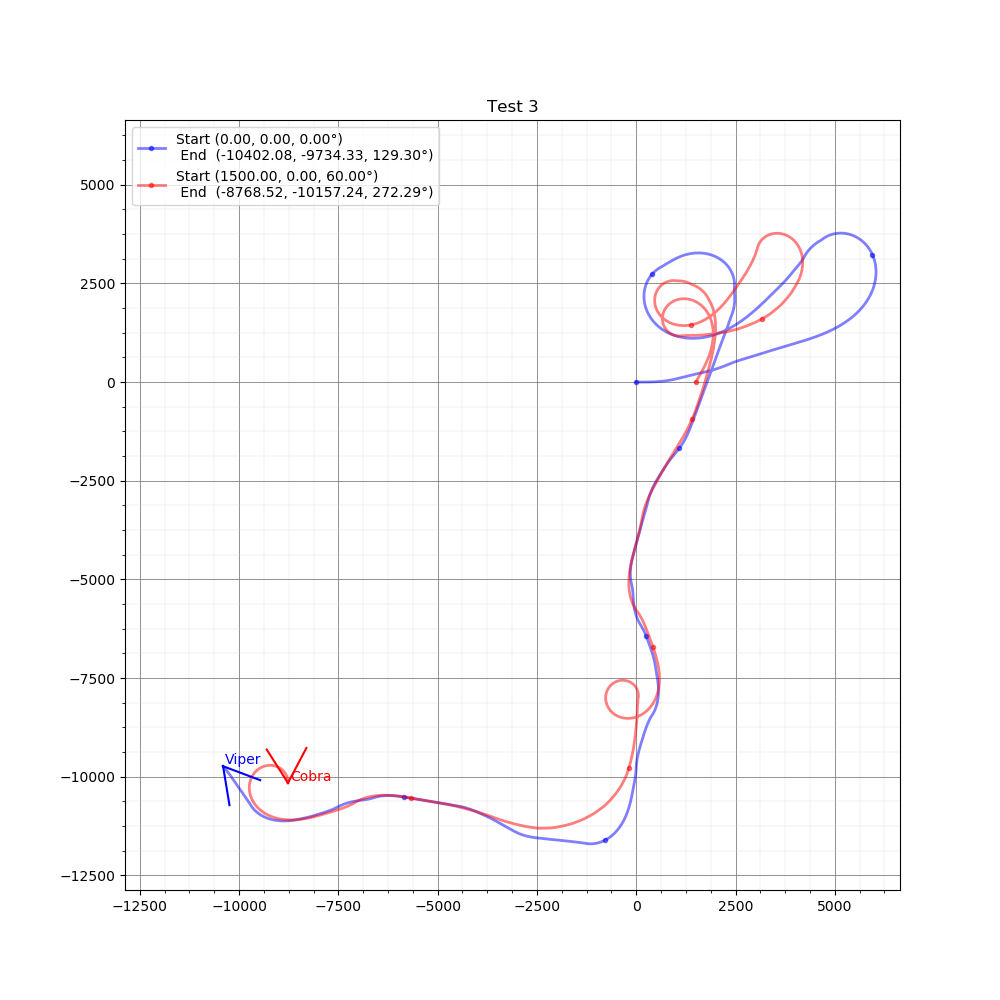 Test 3
Start (0.00, 0.00, 0.00°)
End (-10402.08, -9734.33, 129.30°)
Start (1500.00, 0.00, 60.00°)
End (-8768.52, -10157.24, 272.29°)
5000
2500
0
−2500
−5000
−7500
−10000
−12500
Viper
Cobra
−12500 −10000 −7500 −5000 −2500 0 2500 5000